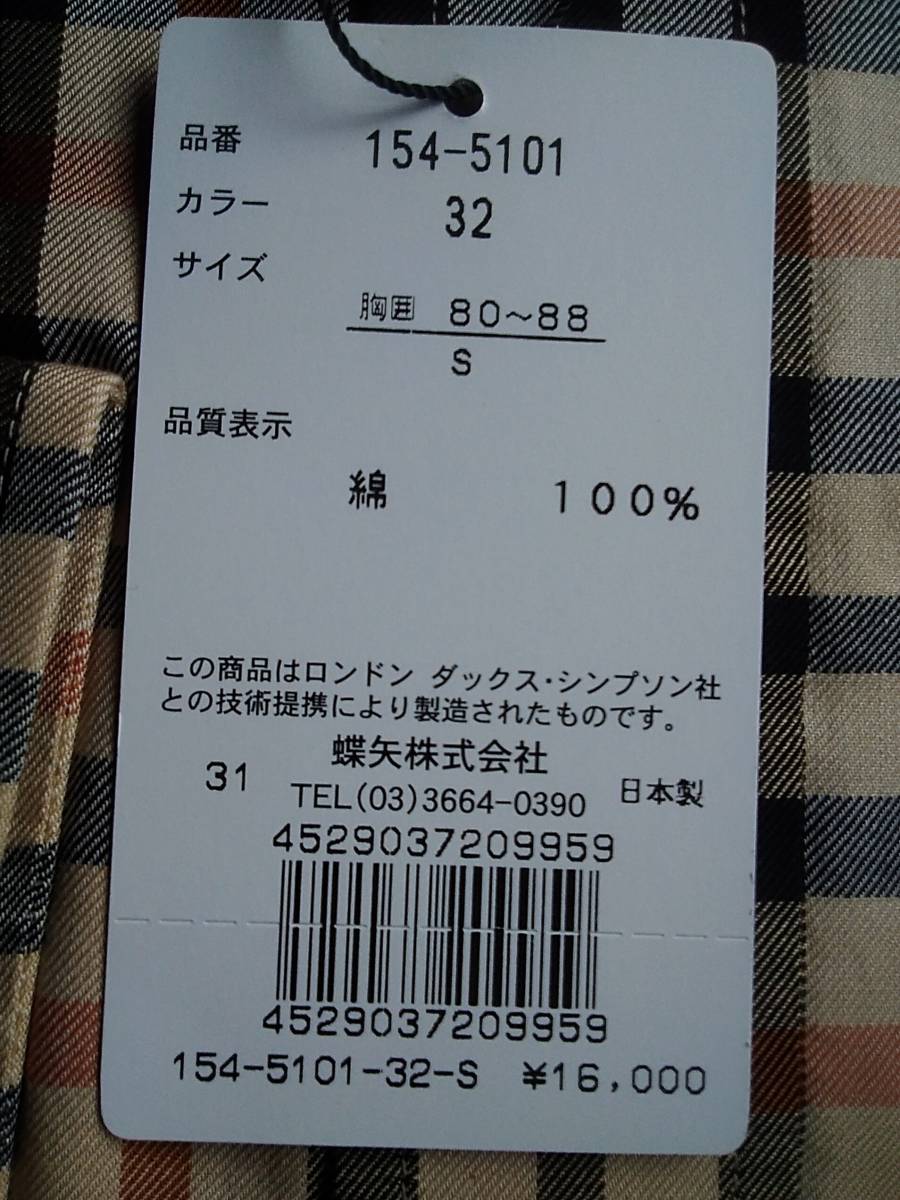 品番 154-5101
カラー 32
サイズ
胸囲 80~88
S
品質表示
綿 100%
この商品はロンドン ダックス・シンプソン社
との技術提携により製造されたものです。
蝶矢株式会社
31 TEL(03)3664-0390 日本製
4529037209959
4529037209959
154-5101-32-S ¥16,000